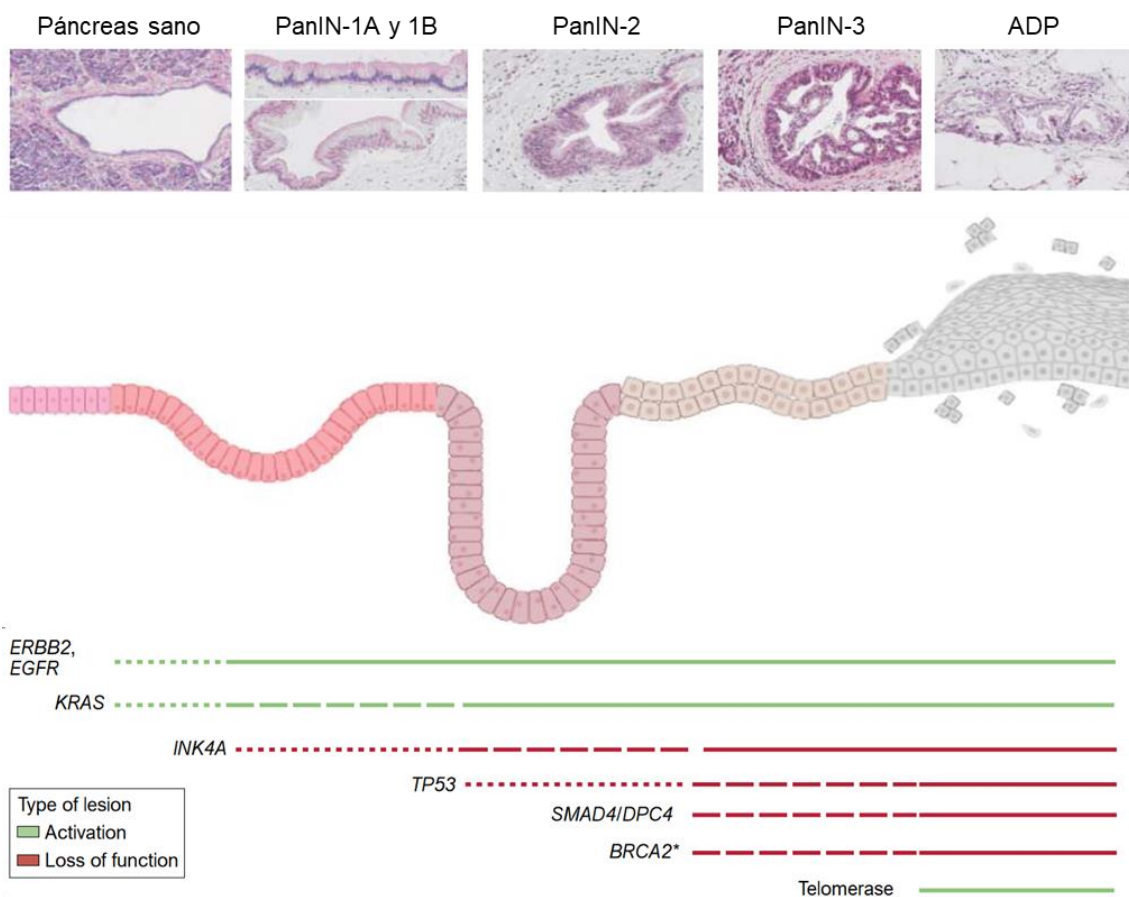 Páncreas sano
PanIN-1A y 1B
PanIN-2
PanIN-3
ADP
ERBB2,
EGFR
KRAS
INK4A
TP53
SMAD4/DPC4
BRCA2*
Telomerase
Type of lesion
Activation
Loss of function